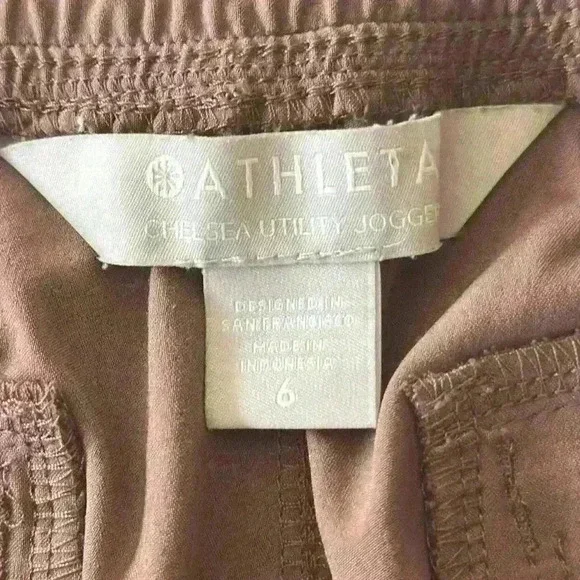 ATHLETA
CHELSEA UTILITY JOGGER
DESIGNED IN
SAN FRANCISCO
MADE IN
INDONESIA
6